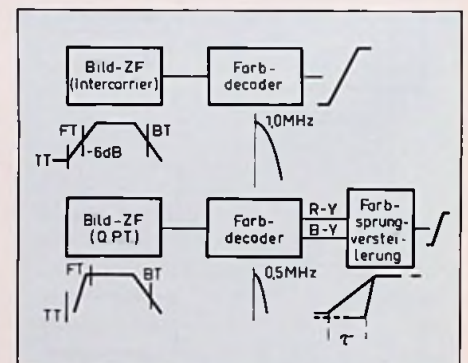 Bild-ZF
(Intercarrier)
Farb-
decoder
FT
-6dB
BT
TT
1,0MHz
Bild-ZF
(Q PT.)
Farb-
decoder
R-Y
B-Y
Farb-
sprung-
verstei-
lerung
FT
BT
TT
0,5MHz
τ